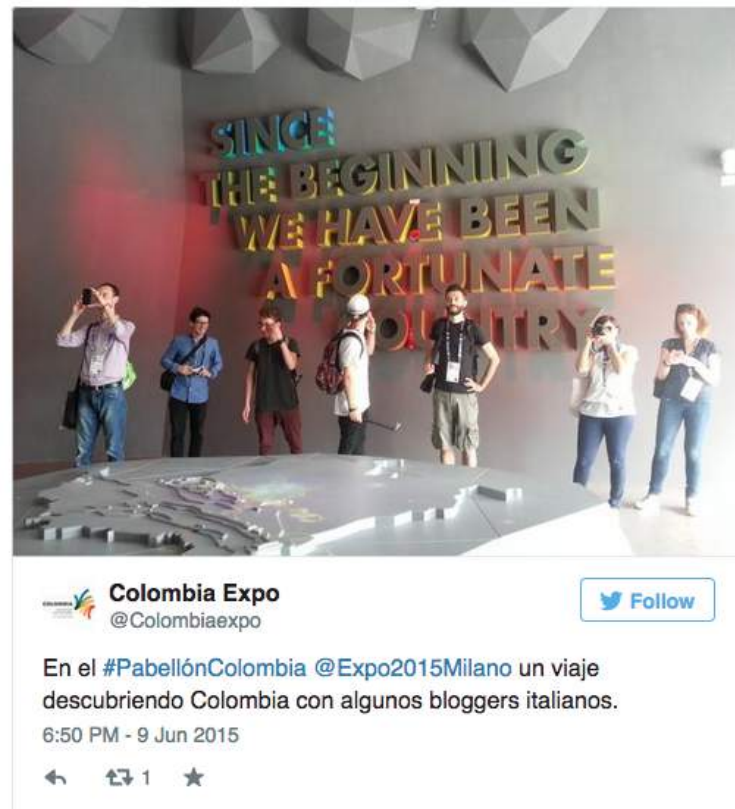 SINCE
THE BEGINNING
WE HAVE BEEN
A FORTUNATE
COUNTRY
COLOMBIA
Colombia Expo
@Colombiaexpo
Follow
En el #PabellónColombia @Expo2015Milano un viaje
descubriendo Colombia con algunos bloggers italianos.
6:50 PM - 9 Jun 2015
1